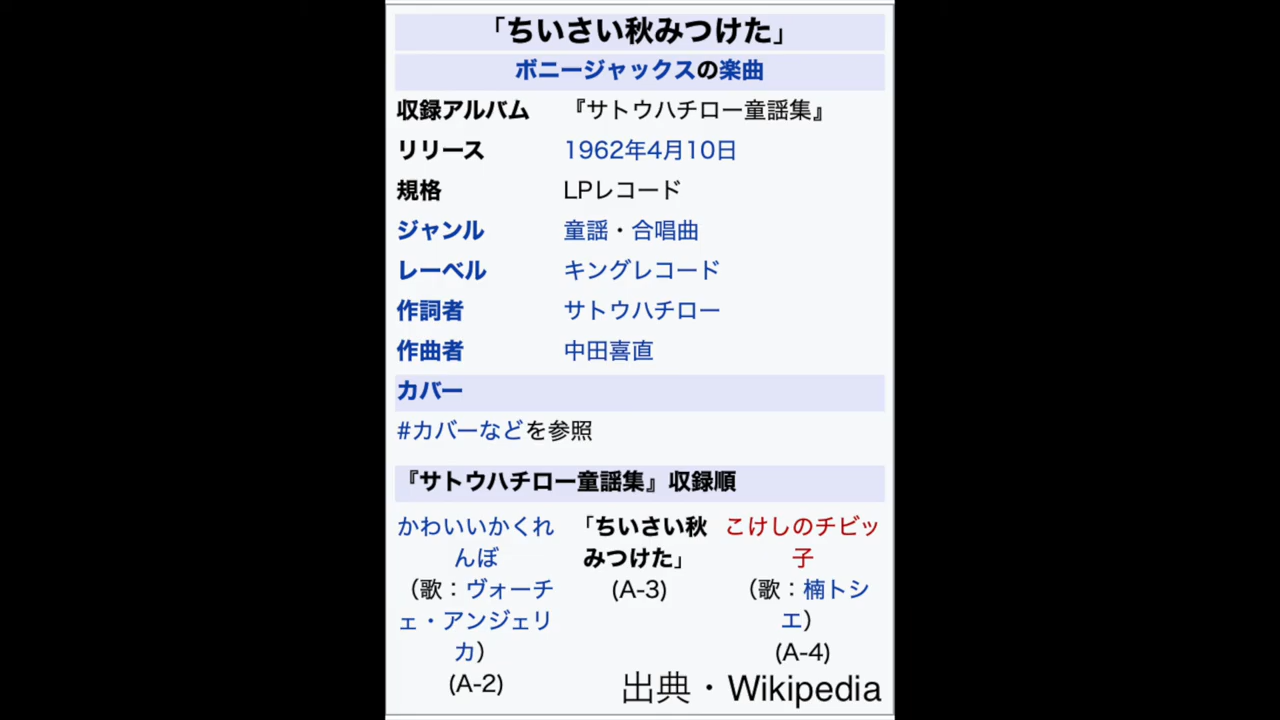 「ちいさい秋みつけた」
ボニージャックスの楽曲
収録アルバム 『サトウハチロー童謡集』
リリース 1962年4月10日
規格 LPレコード
ジャンル 童謡・合唱曲
レーベル キングレコード
作詞者 サトウハチロー
作曲者 中田喜直
カバー
#カバーなどを参照
『サトウハチロー童謡集』収録順
かわいいかくれ
んぼ
（歌：ヴォーチ
ェ・アンジェリ
カ）
(A-2)
「ちいさい秋
みつけた」
(A-3)
こけしのチビッ
子
（歌：楠トシ
エ）
(A-4)
出典・Wikipedia